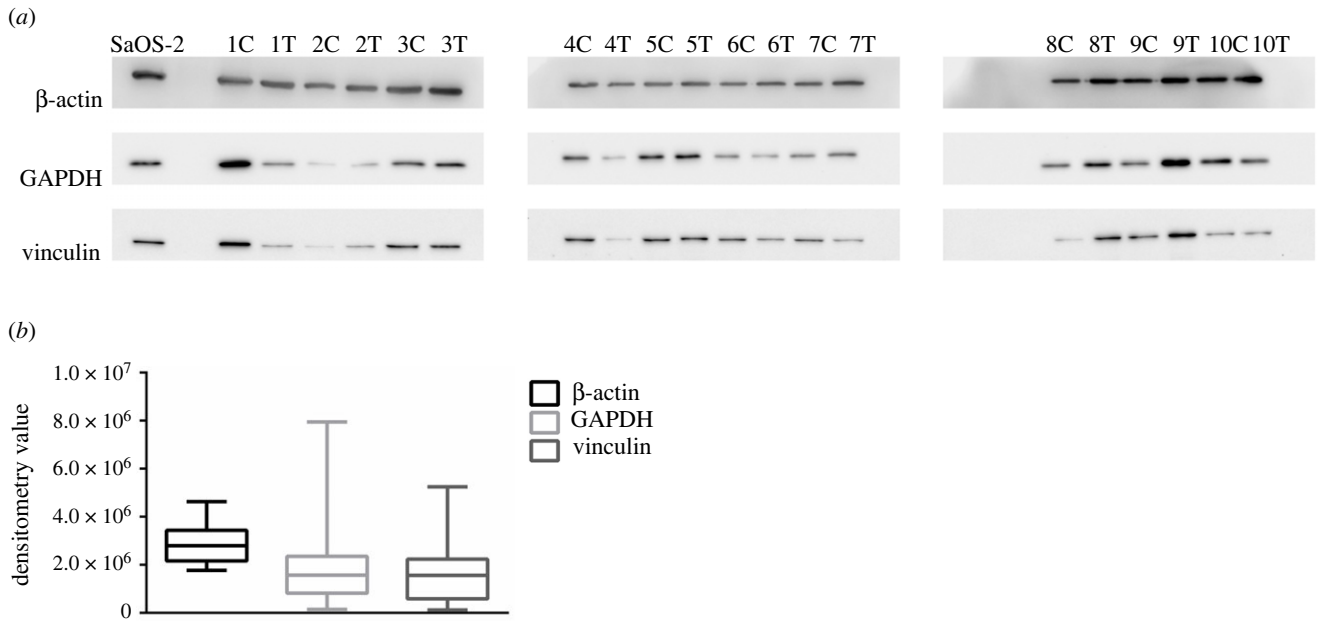 (a)
SaOS-2 1C 1T 2C 2T 3C 3T 4C 4T 5C 5T 6C 6T 7C 7T 8C 8T 9C 9T 10C 10T
β-actin
GAPDH
vinculin
(b)
densitometry value
1.0 × 10⁷
8.0 × 10⁶
6.0 × 10⁶
4.0 × 10⁶
2.0 × 10⁶
0
β-actin
GAPDH
vinculin